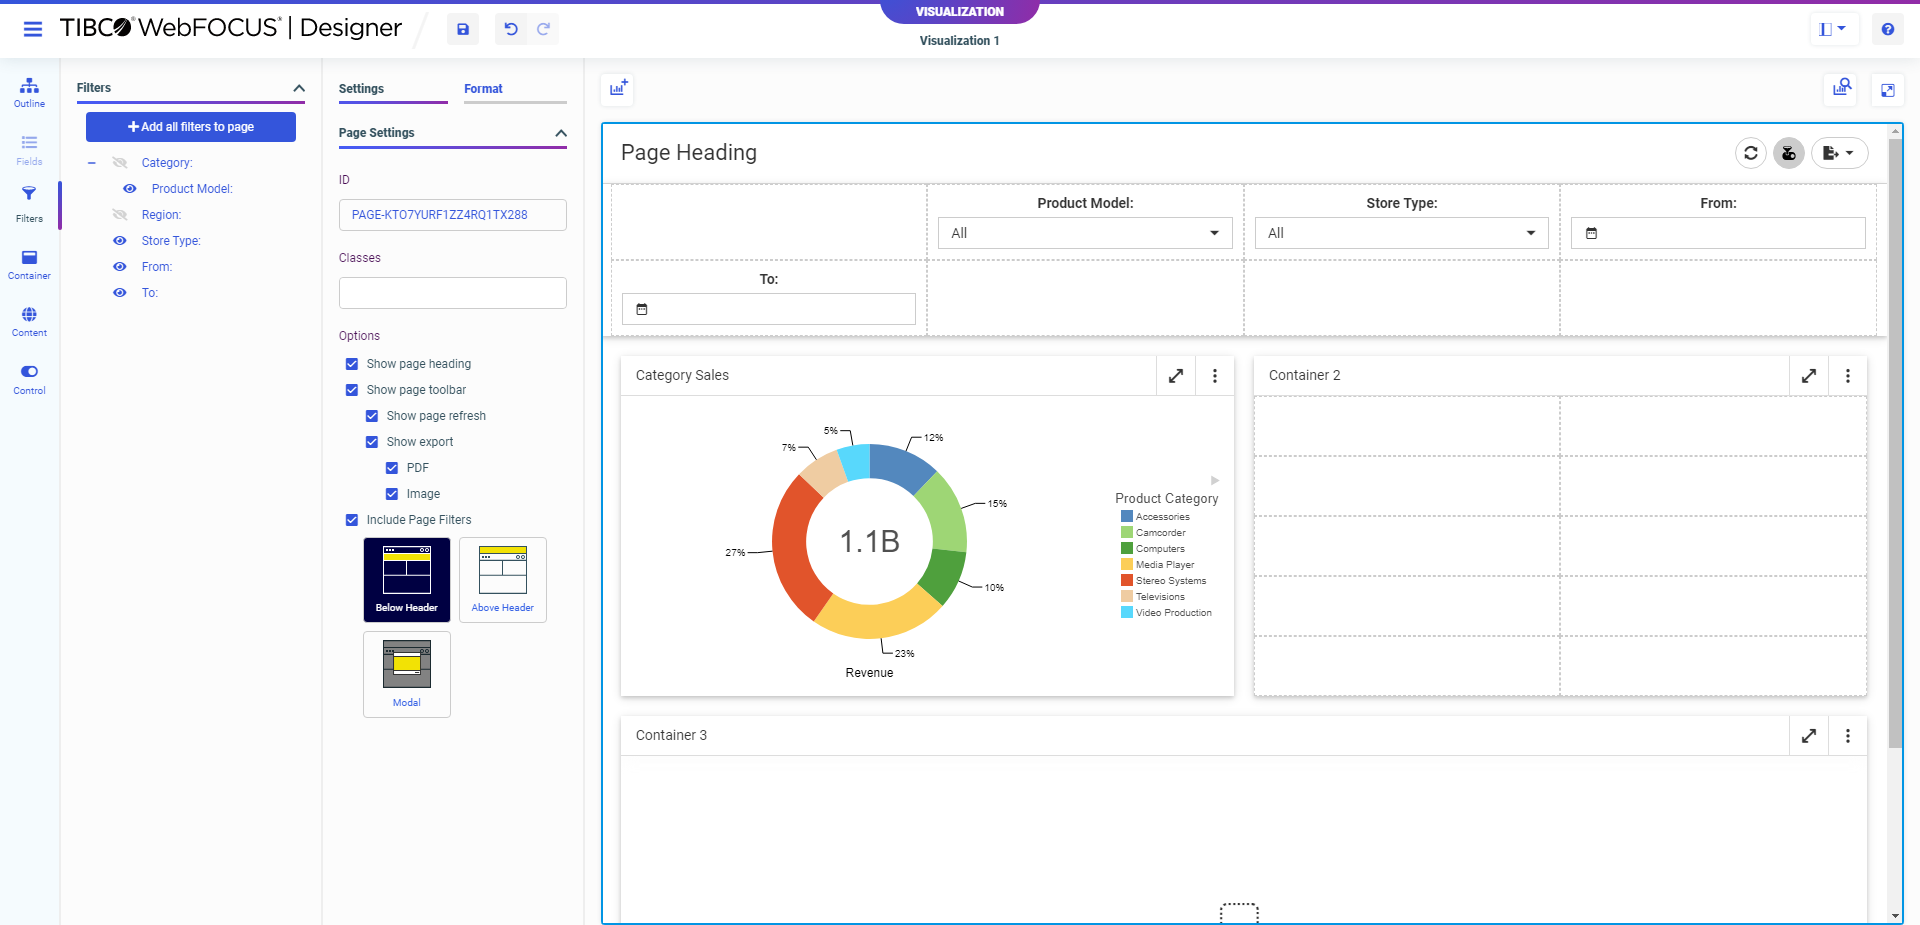 VISUALIZATION
TIBCO® WebFOCUS® | Designer
Visualization 1
Outline
Fields
Filters
Container
Content
Control
Filters
Add all filters to page
Category:
Product Model:
Region:
Store Type:
From:
To:
Settings
Format
Page Settings
ID
PAGE-KTO7YURF1ZZ4RQ1TX288
Classes
Options
Show page heading
Show page toolbar
Show page refresh
Show export
PDF
Image
Include Page Filters
Below Header
Above Header
Modal
Page Heading
Product Model:
Store Type:
From:
All
All
To:
Category Sales
Container 2
5%
12%
7%
15%
27%
1.1B
10%
23%
Revenue
Product Category
Accessories
Camcorder
Computers
Media Player
Stereo Systems
Televisions
Video Production
Container 3